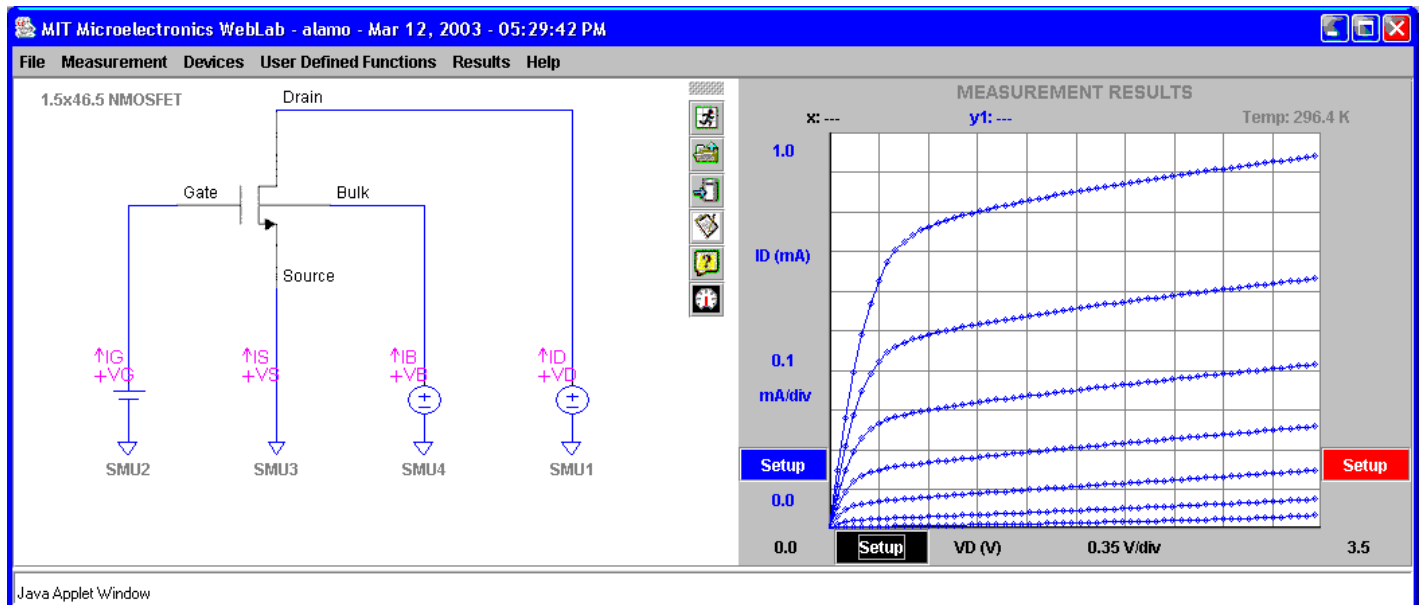 MIT Microelectronics WebLab - alamo - Mar 12, 2003 - 05:29:42 PM
File Measurement Devices User Defined Functions Results Help
1.5x46.5 NMOSFET
Drain
Gate
Bulk
Source
↑IG
+VG
↑IS
+VS
↑IB
+VB
↑ID
+VD
SMU2
SMU3
SMU4
SMU1
MEASUREMENT RESULTS
x: ---
y1: ---
Temp: 296.4 K
1.0
ID (mA)
0.1
mA/div
Setup
0.0
Setup
0.0
Setup
VD (V)
0.35 V/div
3.5
Java Applet Window